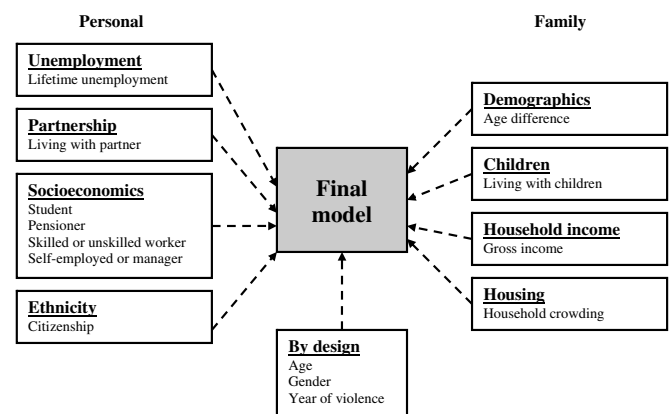 Personal
Unemployment
Lifetime unemployment
Partnership
Living with partner
Socioeconomics
Student
Pensioner
Skilled or unskilled worker
Self-employed or manager
Ethnicity
Citizenship
Final
model
By design
Age
Gender
Year of violence
Family
Demographics
Age difference
Children
Living with children
Household income
Gross income
Housing
Household crowding